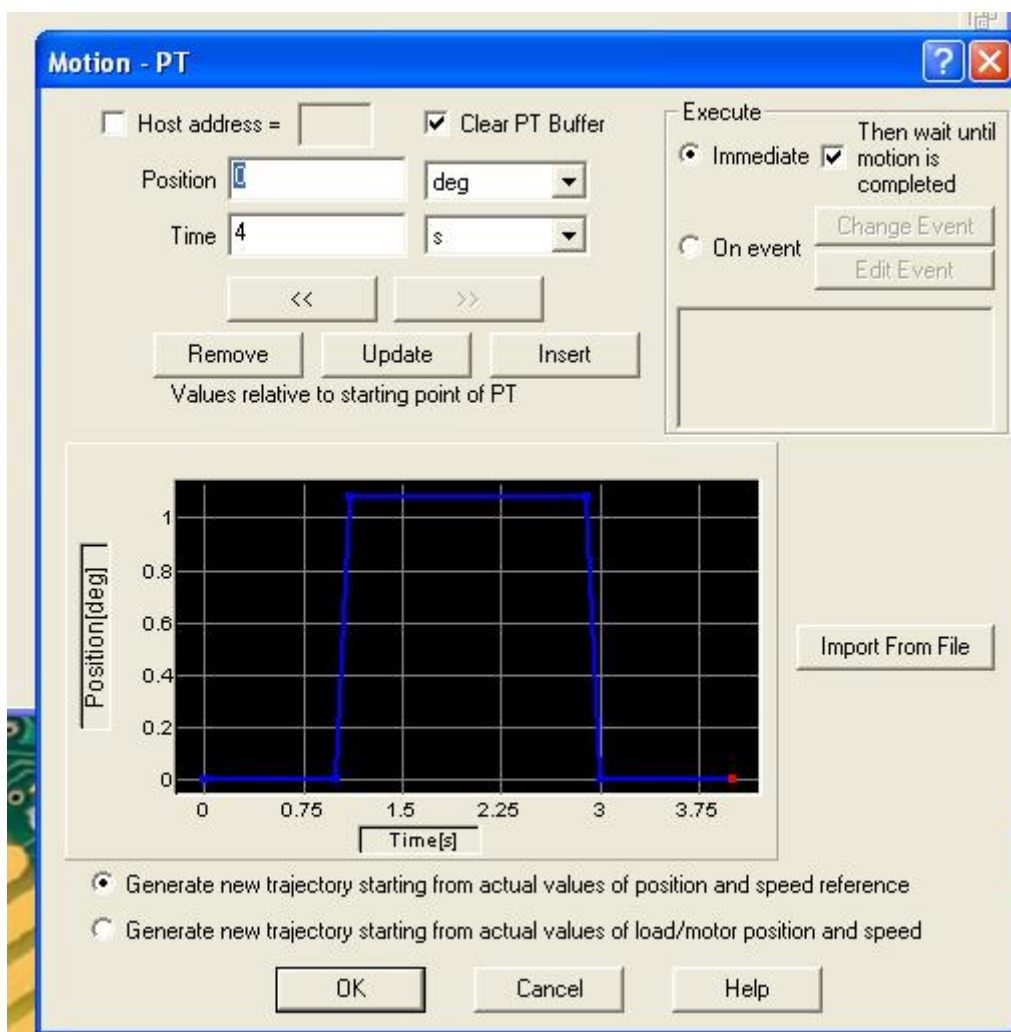 Motion - PT
Host address =
Clear PT Buffer
Position 0 deg
Time 4 s
<< >>
Remove Update Insert
Values relative to starting point of PT
Execute
Immediate
Then wait until
motion is
completed
On event
Change Event
Edit Event
Position[deg]
1
0.8
0.6
0.4
0.2
0
0 0.75 1.5 2.25 3 3.75
Time[s]
Import From File
Generate new trajectory starting from actual values of position and speed reference
Generate new trajectory starting from actual values of load/motor position and speed
OK Cancel Help